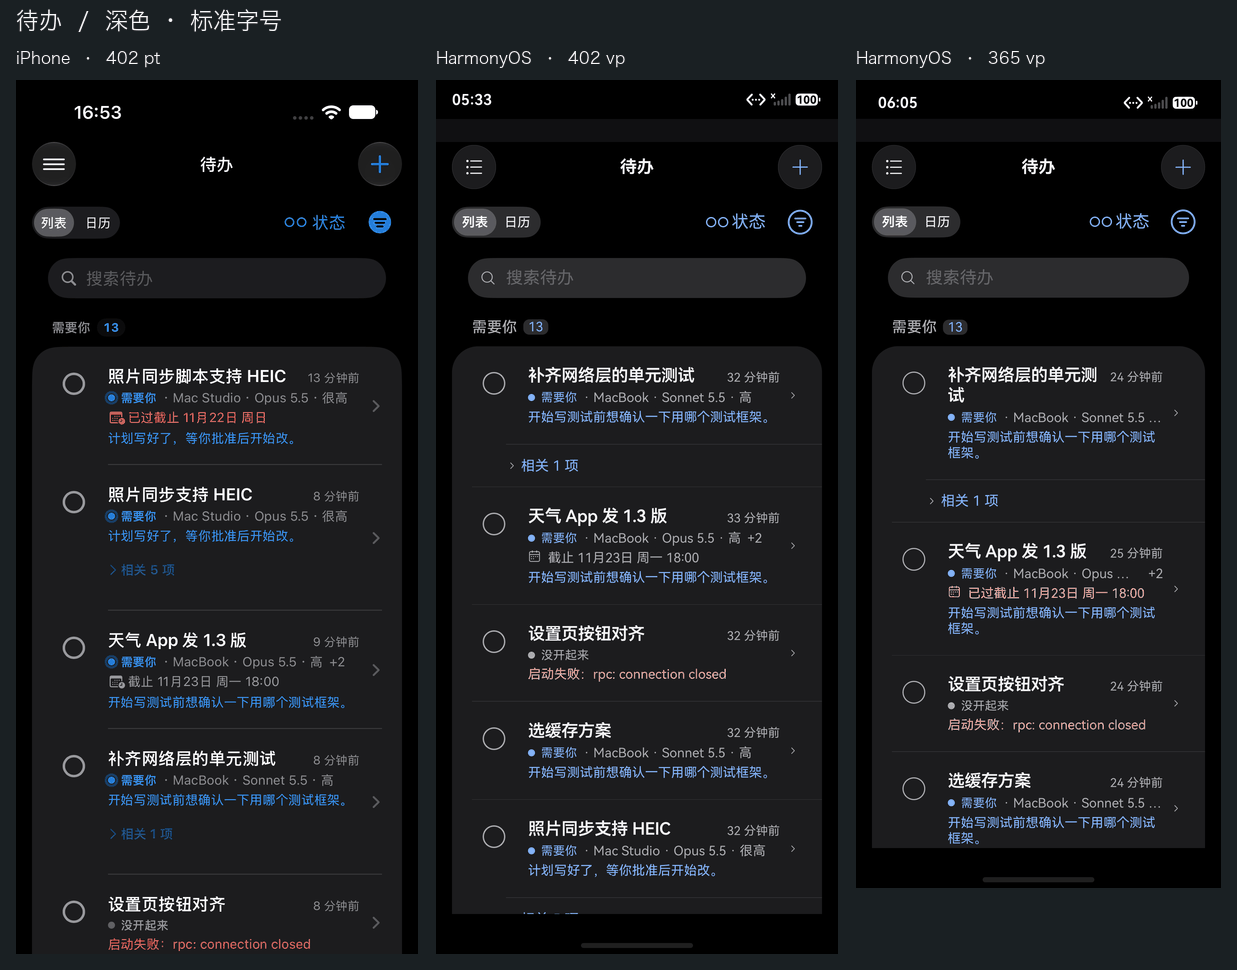 待办 / 深色 · 标准字号
iPhone · 402 pt
16:53
待办
列表 日历
状态
搜索待办
需要你 13
照片同步脚本支持 HEIC 13 分钟前
需要你 · Mac Studio · Opus 5.5 · 很高
已过截止 11月22日 周日
计划写好了，等你批准后开始改。
照片同步支持 HEIC 8 分钟前
需要你 · Mac Studio · Opus 5.5 · 很高
计划写好了，等你批准后开始改。
相关 5 项
天气 App 发 1.3 版 9 分钟前
需要你 · MacBook · Opus 5.5 · 高 +2
截止 11月23日 周一 18:00
开始写测试前想确认一下用哪个测试框架。
补齐网络层的单元测试 8 分钟前
需要你 · MacBook · Sonnet 5.5 · 高
开始写测试前想确认一下用哪个测试框架。
相关 1 项
设置页按钮对齐 8 分钟前
没开起来
启动失败：rpc: connection closed
HarmonyOS · 402 vp
05:33 100
待办
列表 日历
状态
搜索待办
需要你 13
补齐网络层的单元测试 32 分钟前
需要你 · MacBook · Sonnet 5.5 · 高
开始写测试前想确认一下用哪个测试框架。
相关 1 项
天气 App 发 1.3 版 33 分钟前
需要你 · MacBook · Opus 5.5 · 高 +2
截止 11月23日 周一 18:00
开始写测试前想确认一下用哪个测试框架。
设置页按钮对齐 32 分钟前
没开起来
启动失败：rpc: connection closed
选缓存方案 32 分钟前
需要你 · MacBook · Sonnet 5.5 · 高
开始写测试前想确认一下用哪个测试框架。
照片同步支持 HEIC 32 分钟前
需要你 · Mac Studio · Opus 5.5 · 很高
计划写好了，等你批准后开始改。
HarmonyOS · 365 vp
06:05 100
待办
列表 日历
状态
搜索待办
需要你 13
补齐网络层的单元测 24 分钟前
试
需要你 · MacBook · Sonnet 5.5 ...
开始写测试前想确认一下用哪个测试
框架。
相关 1 项
天气 App 发 1.3 版 25 分钟前
需要你 · MacBook · Opus ... +2
已过截止 11月23日 周一 18:00
开始写测试前想确认一下用哪个测试
框架。
设置页按钮对齐 24 分钟前
没开起来
启动失败：rpc: connection closed
选缓存方案 24 分钟前
需要你 · MacBook · Sonnet 5.5 ...
开始写测试前想确认一下用哪个测试
框架。